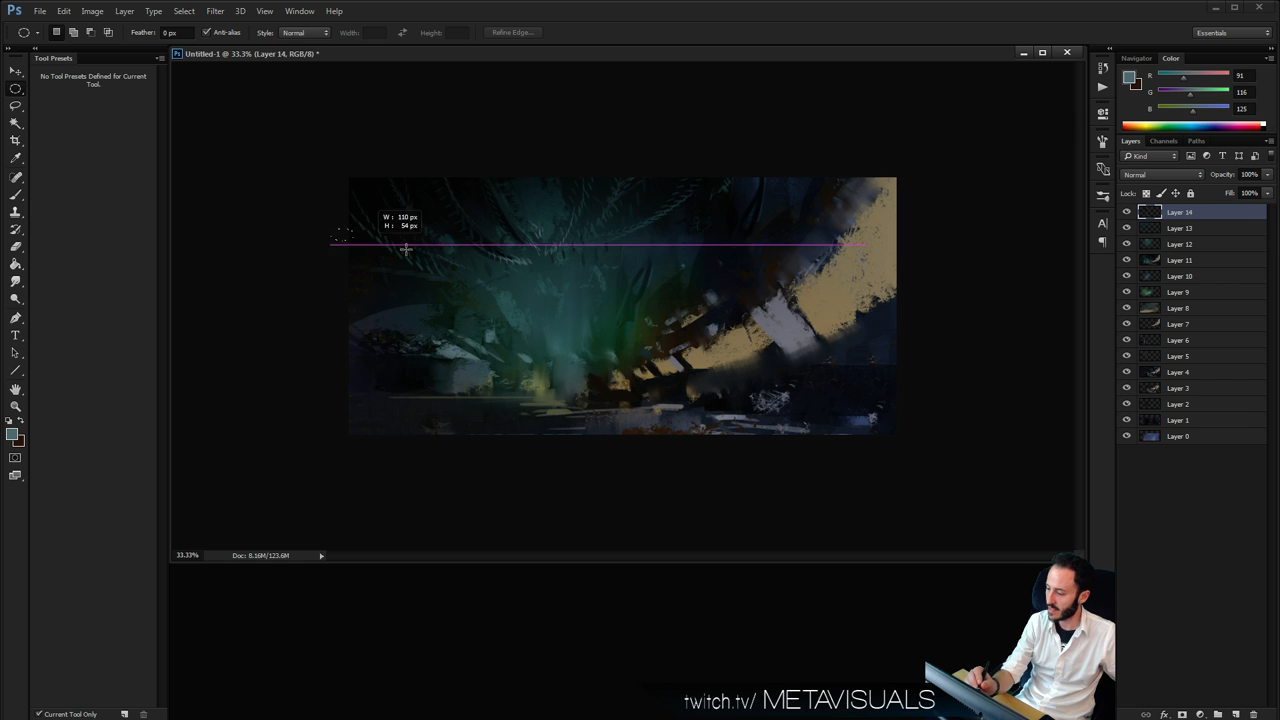 Ps File Edit Image Layer Type Select Filter 3D View Window Help
Feather: 0 px Anti-alias Style: Normal Width: Height: Refine Edge... Essentials
Tool Presets
No Tool Presets Defined for Current
Tool.
Ps Untitled-1 @ 33.3% (Layer 14, RGB/8) *
W : 110 px
H : 54 px
33.33% Doc: 8.16M/123.6M
Current Tool Only
Navigator Color
R 91
G 116
B 125
Layers Channels Paths
Kind
Normal Opacity: 100%
Lock: Fill: 100%
Layer 14
Layer 13
Layer 12
Layer 11
Layer 10
Layer 9
Layer 8
Layer 7
Layer 6
Layer 5
Layer 4
Layer 3
Layer 2
Layer 1
Layer 0
twitch.tv/ METAVISUALS